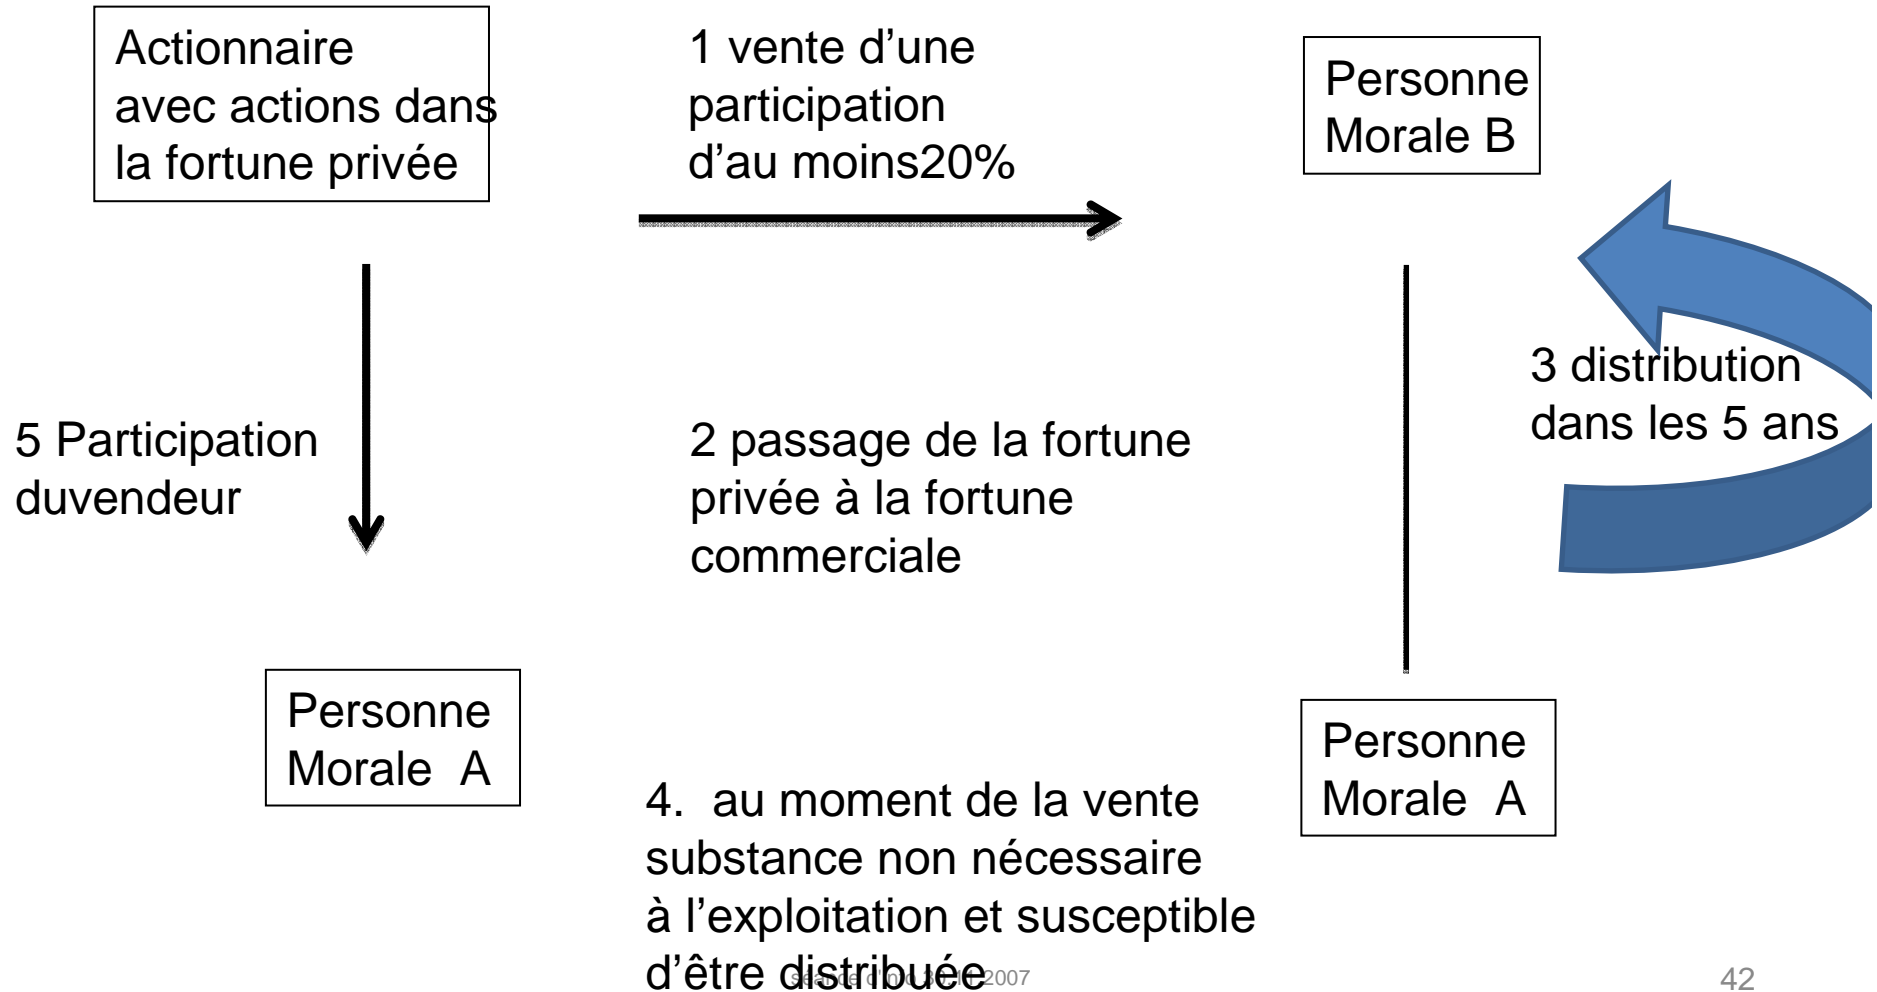 Actionnaire
avec actions dans
la fortune privée
1 vente d’une
participation
d’au moins20%
Personne
Morale B
3 distribution
dans les 5 ans
5 Participation
duvendeur
2 passage de la fortune
privée à la fortune
commerciale
Personne
Morale A
Personne
Morale A
4. au moment de la vente
substance non nécessaire
à l’exploitation et susceptible
d’être distribuée
séance d'info 2007
42